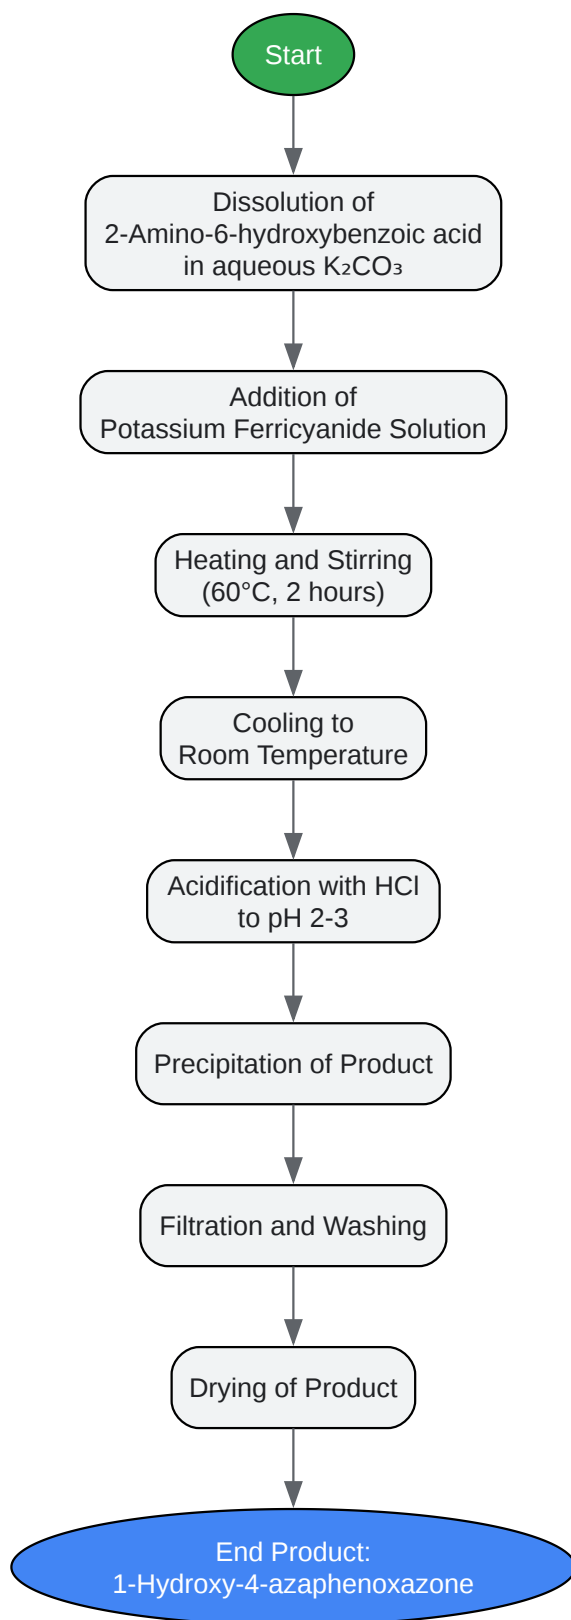 Start
Dissolution of
2-Amino-6-hydroxybenzoic acid
in aqueous K₂CO₃
Addition of
Potassium Ferricyanide Solution
Heating and Stirring
(60°C, 2 hours)
Cooling to
Room Temperature
Acidification with HCl
to pH 2-3
Precipitation of Product
Filtration and Washing
Drying of Product
End Product:
1-Hydroxy-4-azaphenoxazone